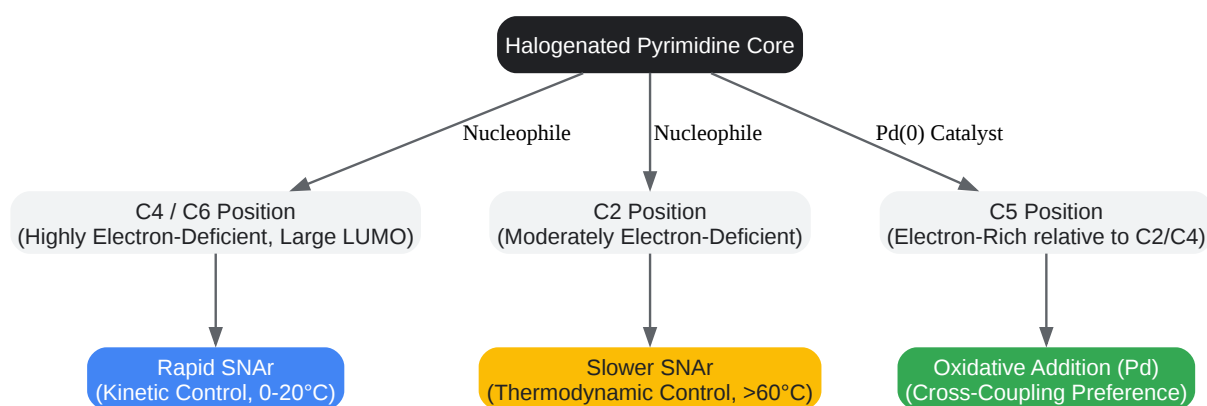 Halogenated Pyrimidine Core
Nucleophile
Nucleophile
Pd(0) Catalyst
C4 / C6 Position
(Highly Electron-Deficient, Large LUMO)
C2 Position
(Moderately Electron-Deficient)
C5 Position
(Electron-Rich relative to C2/C4)
Rapid SNAr
(Kinetic Control, 0-20°C)
Slower SNAr
(Thermodynamic Control, >60°C)
Oxidative Addition (Pd)
(Cross-Coupling Preference)